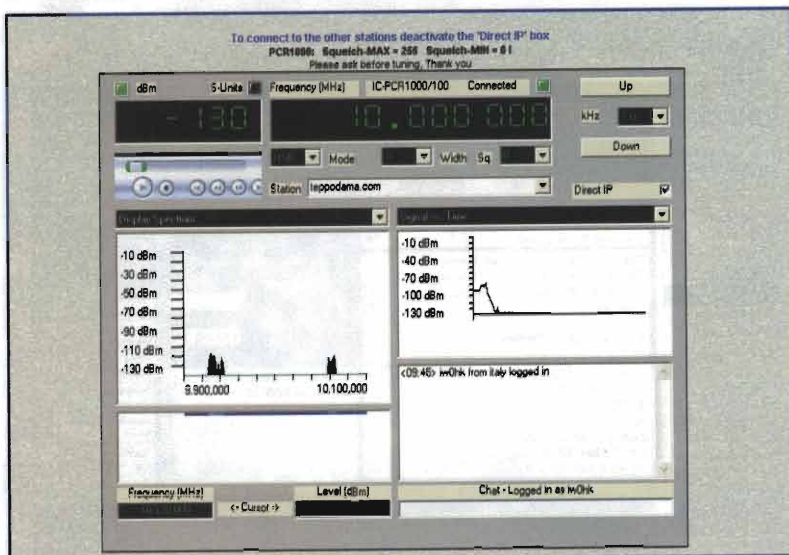 To connect to the other stations deactivate the 'Direct IP' box
PCR1000: Squelch-MAX = 255 Squelch-MIN = 0 !
Please ask before tuning, Thank you
dBm S-Units Frequency (MHz) IC-PCR1000/100 Connected Up
-130 10.000 000 kHz
Down
Mode Width Sq
Station teppodama.com Direct IP
Display Spectrum
-10 dBm
-30 dBm
-50 dBm
-70 dBm
-90 dBm
-110 dBm
-130 dBm
9.900,000 10,100,000
-10 dBm
-40 dBm
-70 dBm
-100 dBm
-130 dBm
<09:46> iw0hk from italy logged in
Frequency (MHz) <- Cursor -> Level (dBm)
Chat - Logged in as iw0hk